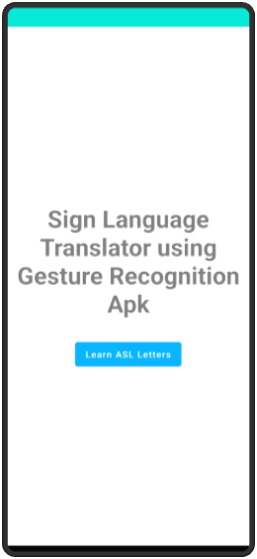 Sign Language
Translator using
Gesture Recognition
Apk
Learn ASL Letters